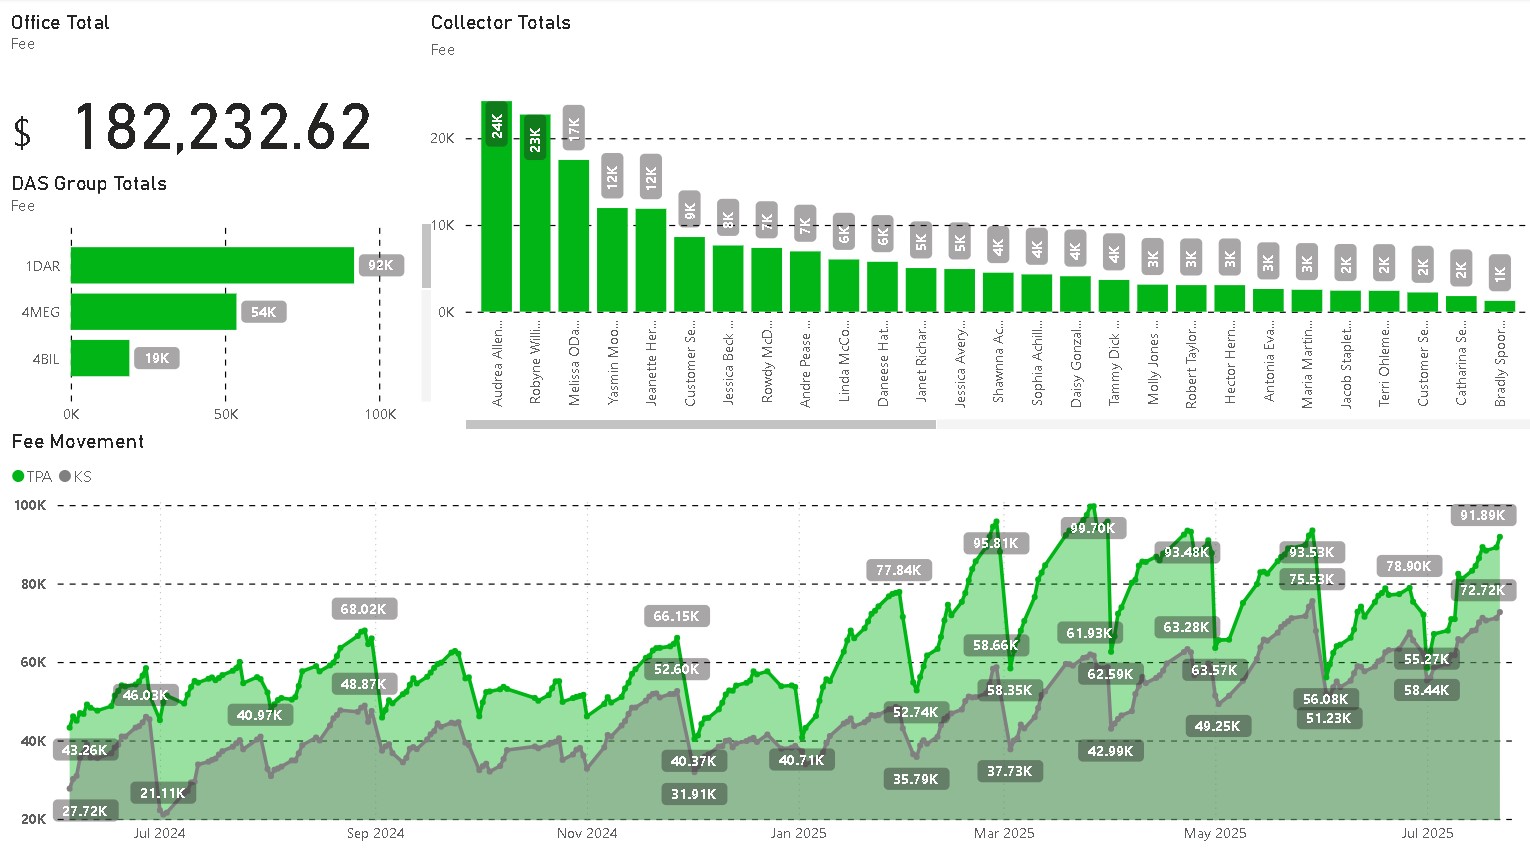 Office Total
Fee
$ 182,232.62
DAS Group Totals
Fee
1DAR
92K
4MEG
54K
4BIL
19K
0K 50K 100K
Collector Totals
Fee
20K
10K
0K
24K 23K 17K 12K 12K 9K 8K 7K 7K 6K 6K 5K 5K 4K 4K 4K 4K 3K 3K 3K 3K 3K 2K 2K 2K 2K 1K
Audrea Allen...
Robyne Willi...
Melissa ODa...
Yasmin Moo...
Jeanette Her...
Customer Se...
Jessica Beck ...
Rowdy McD...
Andre Pease ...
Linda McCo...
Daneese Hat...
Janet Richar...
Jessica Avery...
Shawnna Ac...
Sophia Achill...
Daisy Gonzal...
Tammy Dick ...
Molly Jones ...
Robert Taylor...
Hector Hern...
Antonia Eva...
Maria Martin...
Jacob Staplet...
Terri Ohleme...
Customer Se...
Catharina Se...
Bradly Spoor...
Fee Movement
TPA KS
100K
80K
60K
40K
20K
43.26K
27.72K
46.03K
21.11K
40.97K
68.02K
48.87K
66.15K
52.60K
40.37K
31.91K
40.71K
77.84K
52.74K
35.79K
95.81K
58.66K
58.35K
37.73K
99.70K
61.93K
62.59K
42.99K
93.48K
63.28K
63.57K
49.25K
93.53K
75.53K
56.08K
51.23K
78.90K
55.27K
58.44K
91.89K
72.72K
Jul 2024 Sep 2024 Nov 2024 Jan 2025 Mar 2025 May 2025 Jul 2025